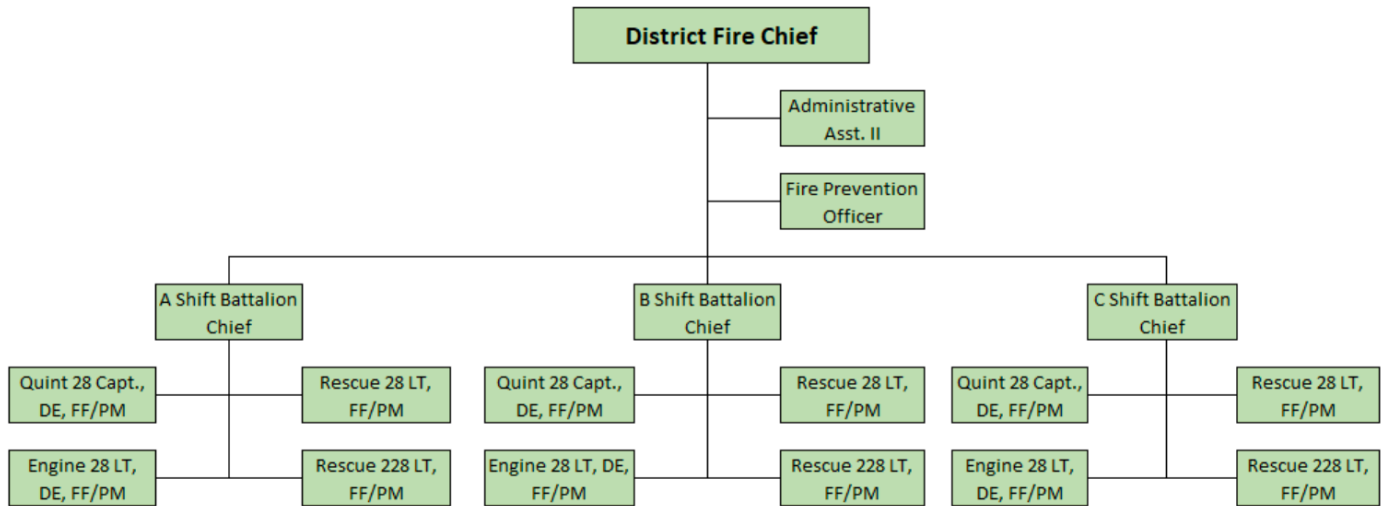 District Fire Chief
Administrative
Asst. II
Fire Prevention
Officer
A Shift Battalion
Chief
B Shift Battalion
Chief
C Shift Battalion
Chief
Quint 28 Capt.,
DE, FF/PM
Rescue 28 LT,
FF/PM
Quint 28 Capt.,
DE, FF/PM
Rescue 28 LT,
FF/PM
Quint 28 Capt.,
DE, FF/PM
Rescue 28 LT,
FF/PM
Engine 28 LT,
DE, FF/PM
Rescue 228 LT,
FF/PM
Engine 28 LT, DE,
FF/PM
Rescue 228 LT,
FF/PM
Engine 28 LT,
DE, FF/PM
Rescue 228 LT,
FF/PM